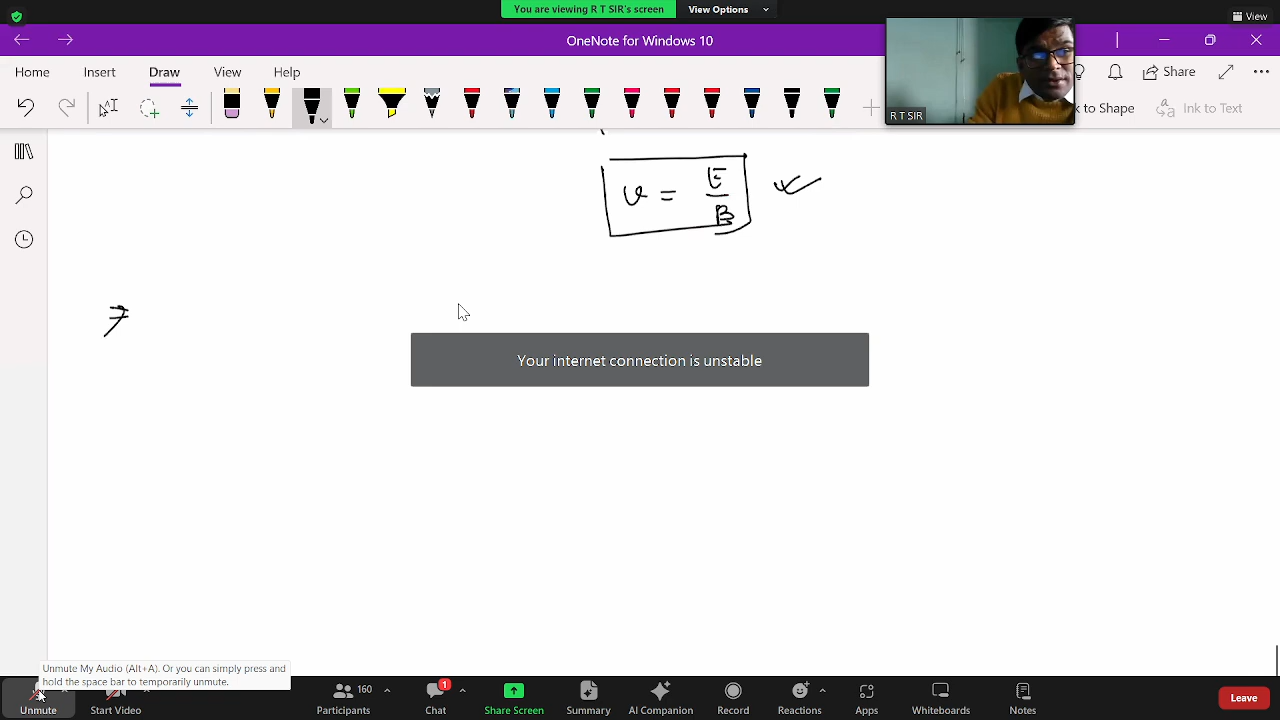 You are viewing R T SIR's screen
View Options
View
OneNote for Windows 10
Home
Insert
Draw
View
Help
Share
to Shape
Ink to Text
R T SIR
v = E/B
7
Your internet connection is unstable
Unmute My Audio (Alt+A). Or you can simply press and
hold the space bar to temporarily unmute.
Unmute
Start Video
Participants
160
Chat
1
Share Screen
Summary
AI Companion
Record
Reactions
Apps
Whiteboards
Notes
Leave